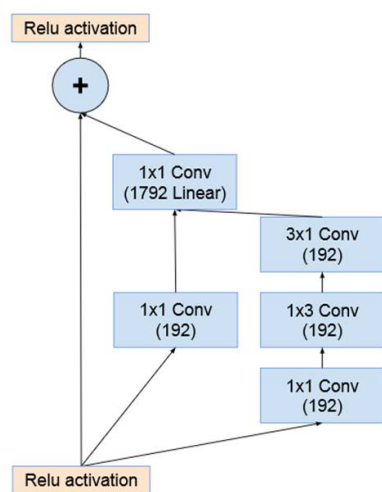 Relu activation
+
1x1 Conv
(1792 Linear)
3x1 Conv
(192)
1x1 Conv
(192)
1x3 Conv
(192)
1x1 Conv
(192)
Relu activation